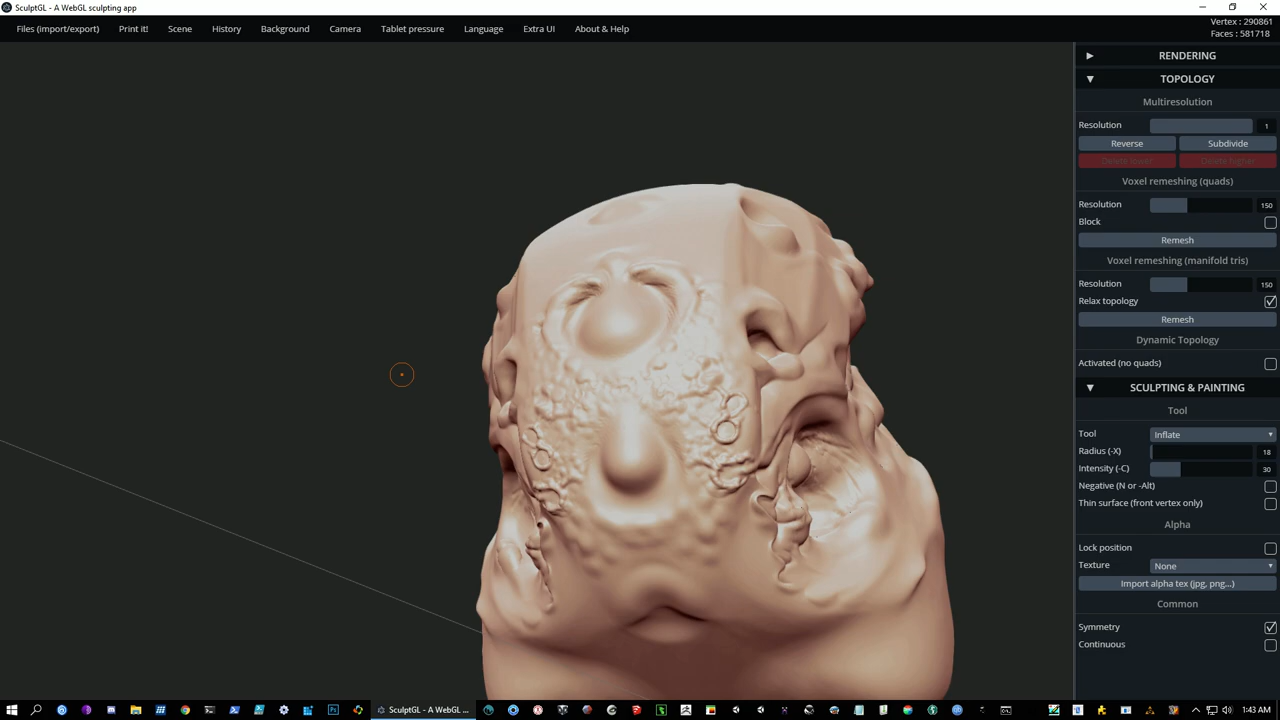 SculptGL - A WebGL sculpting app
Files (import/export) Print it! Scene History Background Camera Tablet pressure Language Extra UI About & Help
Vertex : 290861
Faces : 581718
RENDERING
TOPOLOGY
Multiresolution
Resolution 1
Reverse Subdivide
Delete lower Delete higher
Voxel remeshing (quads)
Resolution 150
Block
Remesh
Voxel remeshing (manifold tris)
Resolution 150
Relax topology
Remesh
Dynamic Topology
Activated (no quads)
SCULPTING & PAINTING
Tool
Tool Inflate
Radius (-X) 18
Intensity (-C) 30
Negative (N or -Alt)
Thin surface (front vertex only)
Alpha
Lock position
Texture None
Import alpha tex (jpg, png...)
Common
Symmetry
Continuous
SculptGL - A WebGL ...
1:43 AM